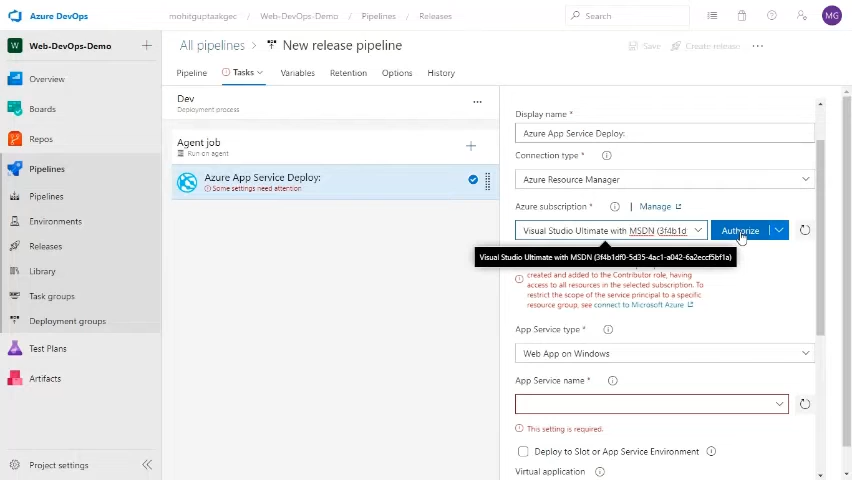 Azure DevOps
mohitguptaakgec / Web-DevOps-Demo / Pipelines / Releases
Search
MG
W Web-DevOps-Demo
Overview
Boards
Repos
Pipelines
Pipelines
Environments
Releases
Library
Task groups
Deployment groups
Test Plans
Artifacts
Project settings
All pipelines > New release pipeline
Save Create release
Pipeline Tasks Variables Retention Options History
Dev
Deployment process
Agent job
Run on agent
Azure App Service Deploy:
Some settings need attention
Display name *
Azure App Service Deploy:
Connection type *
Azure Resource Manager
Azure subscription * | Manage
Visual Studio Ultimate with MSDN (3f4b1d
Authorize
Visual Studio Ultimate with MSDN (3f4b1df0-5d35-4ac1-a042-6a2eccf5bf1a)
created and added to the Contributor role, having
access to all resources in the selected subscription.
To restrict the scope of the service principal to a specific
resource group, see connect to Microsoft Azure
App Service type *
Web App on Windows
App Service name *
This setting is required.
Deploy to Slot or App Service Environment
Virtual application